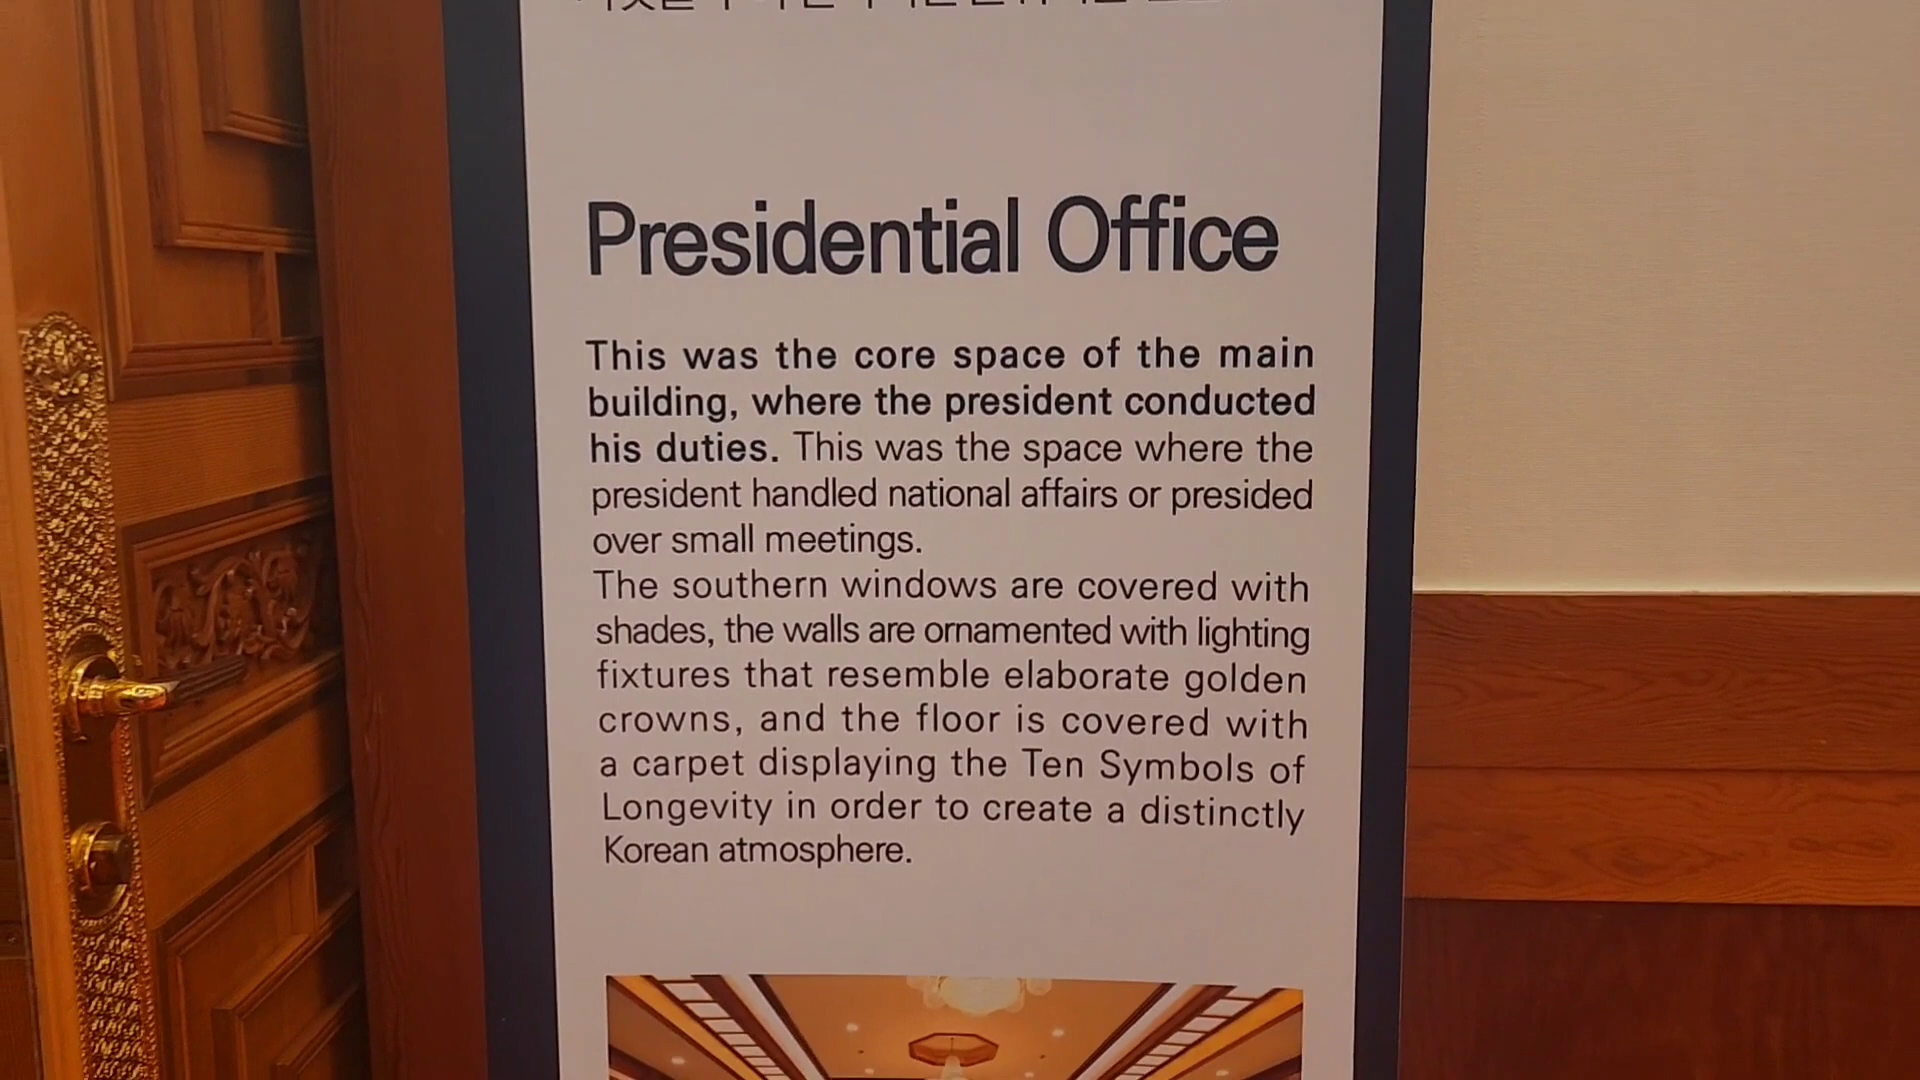 Presidential Office
This was the core space of the main
building, where the president conducted
his duties. This was the space where the
president handled national affairs or presided
over small meetings.
The southern windows are covered with
shades, the walls are ornamented with lighting
fixtures that resemble elaborate golden
crowns, and the floor is covered with
a carpet displaying the Ten Symbols of
Longevity in order to create a distinctly
Korean atmosphere.